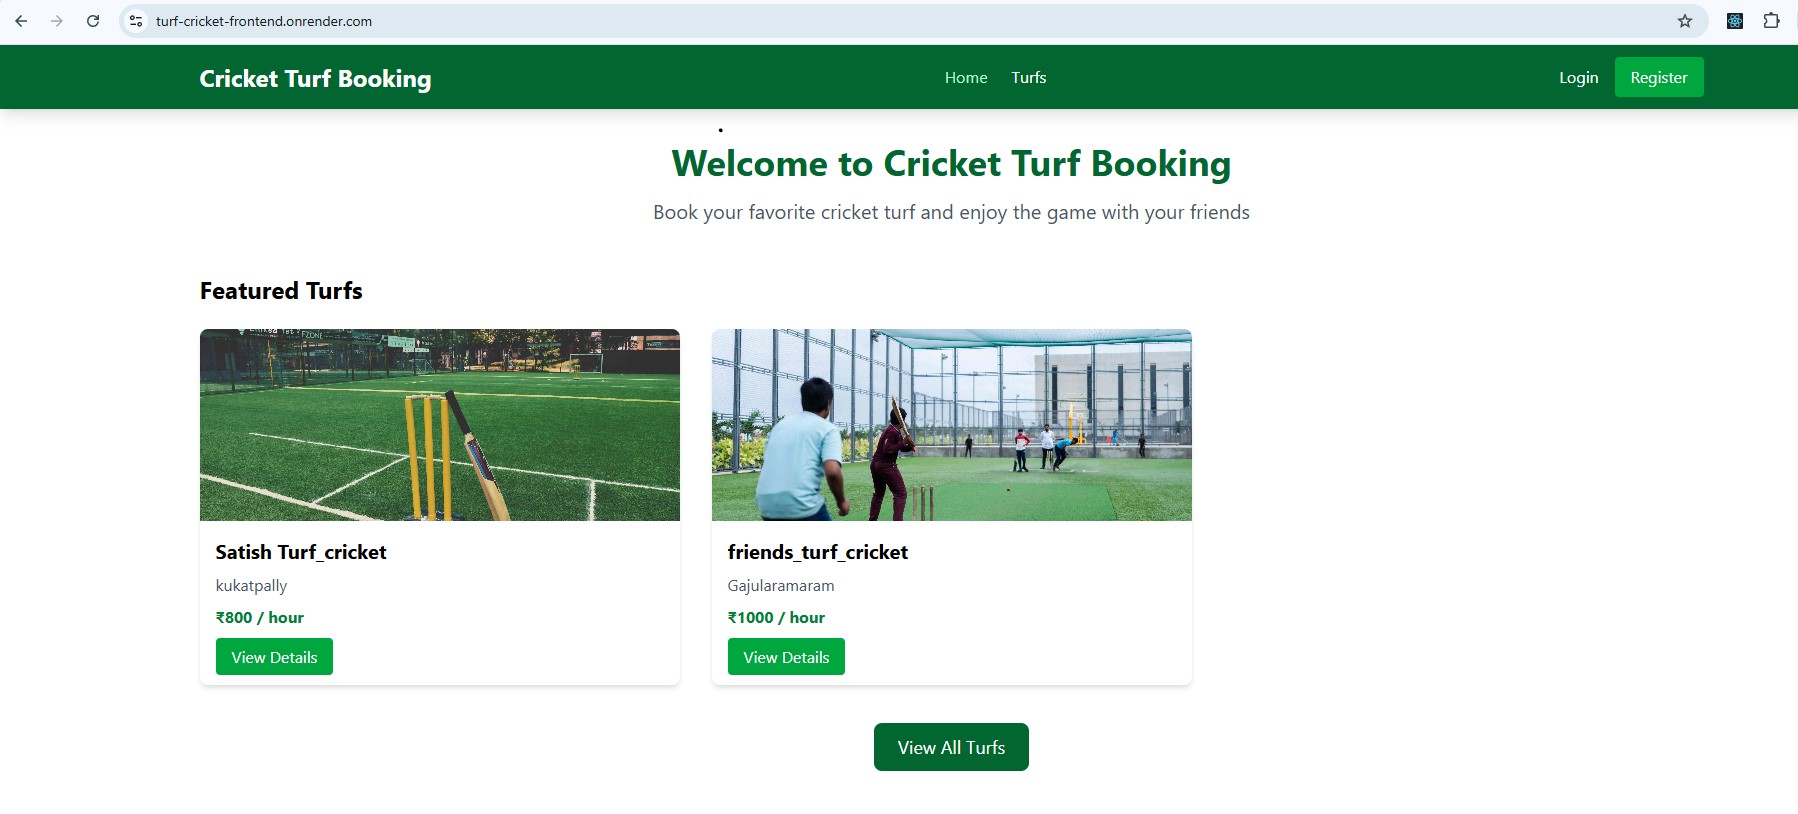 turf-cricket-frontend.onrender.com
Cricket Turf Booking
Home
Turfs
Login
Register
Welcome to Cricket Turf Booking
Book your favorite cricket turf and enjoy the game with your friends
Featured Turfs
Satish Turf_cricket
kukatpally
₹800 / hour
View Details
friends_turf_cricket
Gajularamaram
₹1000 / hour
View Details
View All Turfs